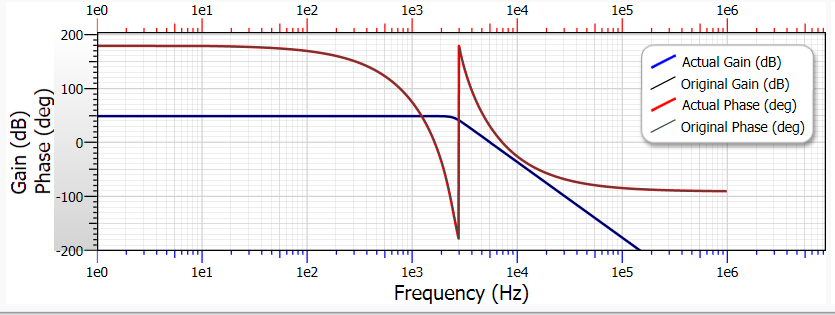 1e0 1e1 1e2 1e3 1e4 1e5 1e6
200
100
0
-100
-200
Gain (dB)
Phase (deg)
Actual Gain (dB)
Original Gain (dB)
Actual Phase (deg)
Original Phase (deg)
1e0 1e1 1e2 1e3 1e4 1e5 1e6
Frequency (Hz)